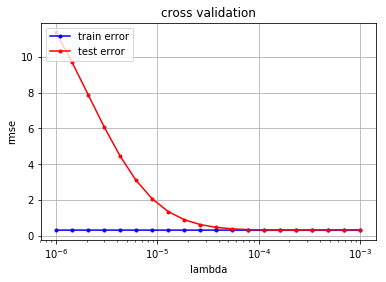 cross validation
train error
test error
rmse
10
8
6
4
2
0
10^-6
10^-5
10^-4
10^-3
lambda